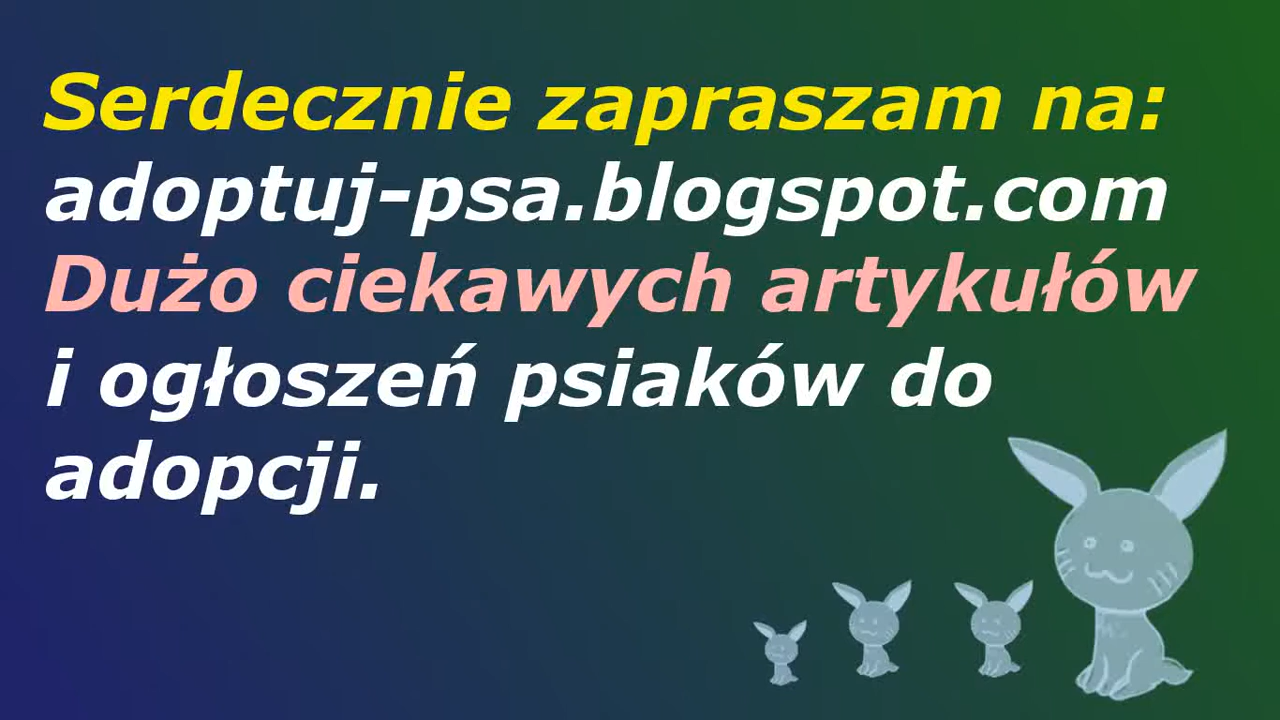 Serdecznie zapraszam na:
adoptuj-psa.blogspot.com
Dużo ciekawych artykułów
i ogłoszeń psiaków do
adopcji.